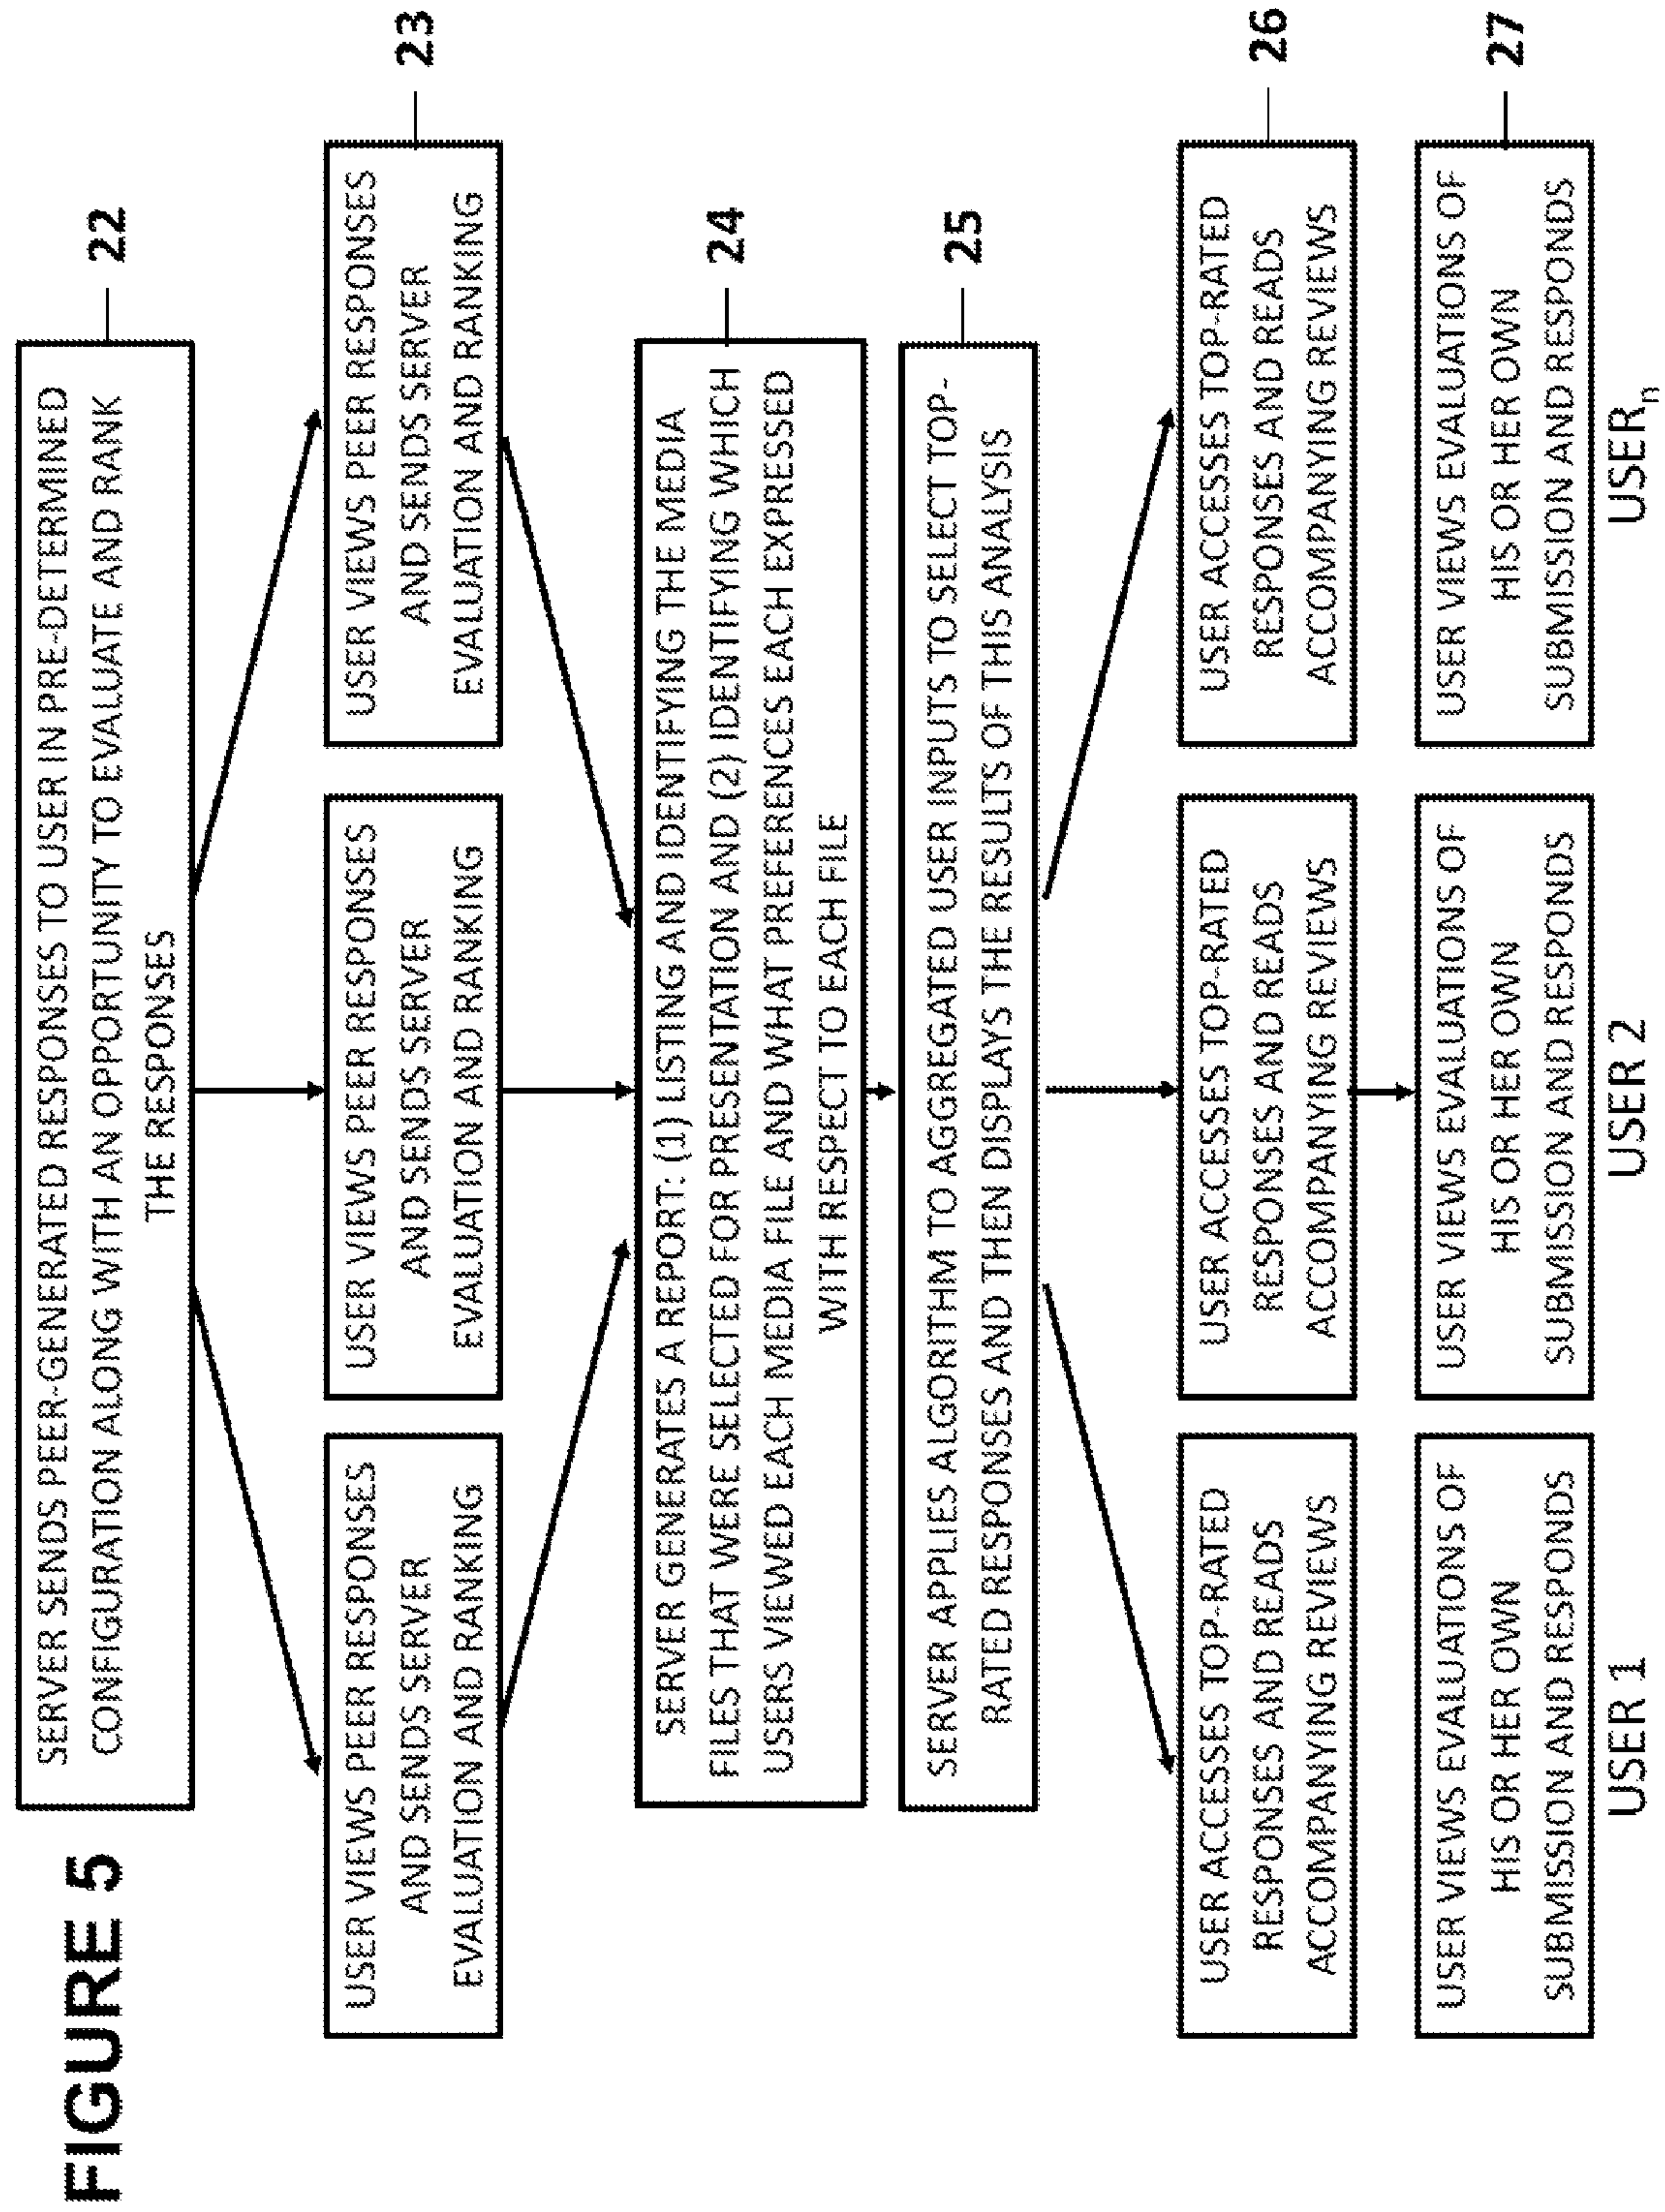 FIGURE 5
SERVER SENDS PEER-GENERATED RESPONSES TO USER IN PRE-DETERMINED
CONFIGURATION ALONG WITH AN OPPORTUNITY TO EVALUATE AND RANK
THE RESPONSES
22
USER VIEWS PEER RESPONSES
AND SENDS SERVER
EVALUATION AND RANKING
USER VIEWS PEER RESPONSES
AND SENDS SERVER
EVALUATION AND RANKING
USER VIEWS PEER RESPONSES
AND SENDS SERVER
EVALUATION AND RANKING
23
SERVER GENERATES A REPORT: (1) LISTING AND IDENTIFYING THE MEDIA
FILES THAT WERE SELECTED FOR PRESENTATION AND (2) IDENTIFYING WHICH
USERS VIEWED EACH MEDIA FILE AND WHAT PREFERENCES EACH EXPRESSED
WITH RESPECT TO EACH FILE
24
SERVER APPLIES ALGORITHM TO AGGREGATED USER INPUTS TO SELECT TOP-
RATED RESPONSES AND THEN DISPLAYS THE RESULTS OF THIS ANALYSIS
25
USER ACCESSES TOP-RATED
RESPONSES AND READS
ACCOMPANYING REVIEWS
USER ACCESSES TOP-RATED
RESPONSES AND READS
ACCOMPANYING REVIEWS
USER ACCESSES TOP-RATED
RESPONSES AND READS
ACCOMPANYING REVIEWS
26
USER VIEWS EVALUATIONS OF
HIS OR HER OWN
SUBMISSION AND RESPONDS
USER VIEWS EVALUATIONS OF
HIS OR HER OWN
SUBMISSION AND RESPONDS
USER VIEWS EVALUATIONS OF
HIS OR HER OWN
SUBMISSION AND RESPONDS
27
USER 1
USER 2
USERn